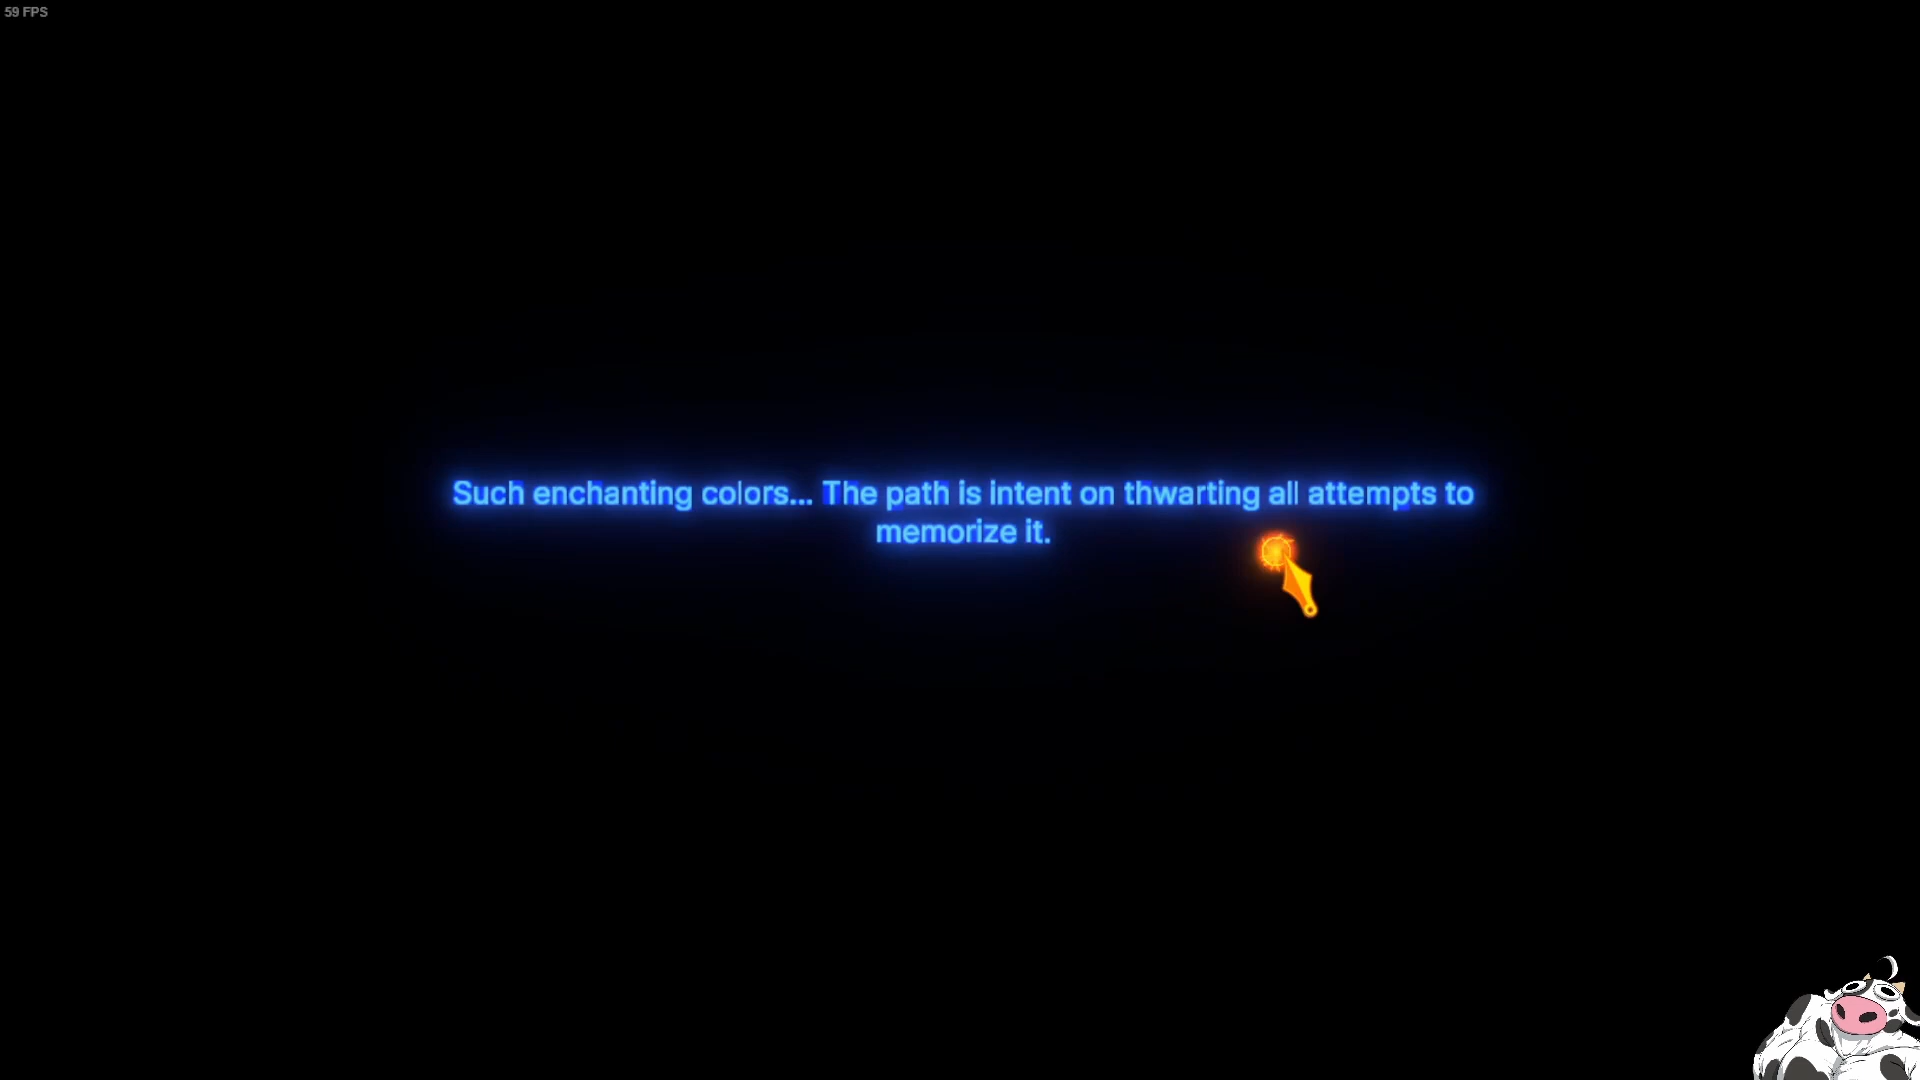 59 FPS
Such enchanting colors... The path is intent on thwarting all attempts to
memorize it.